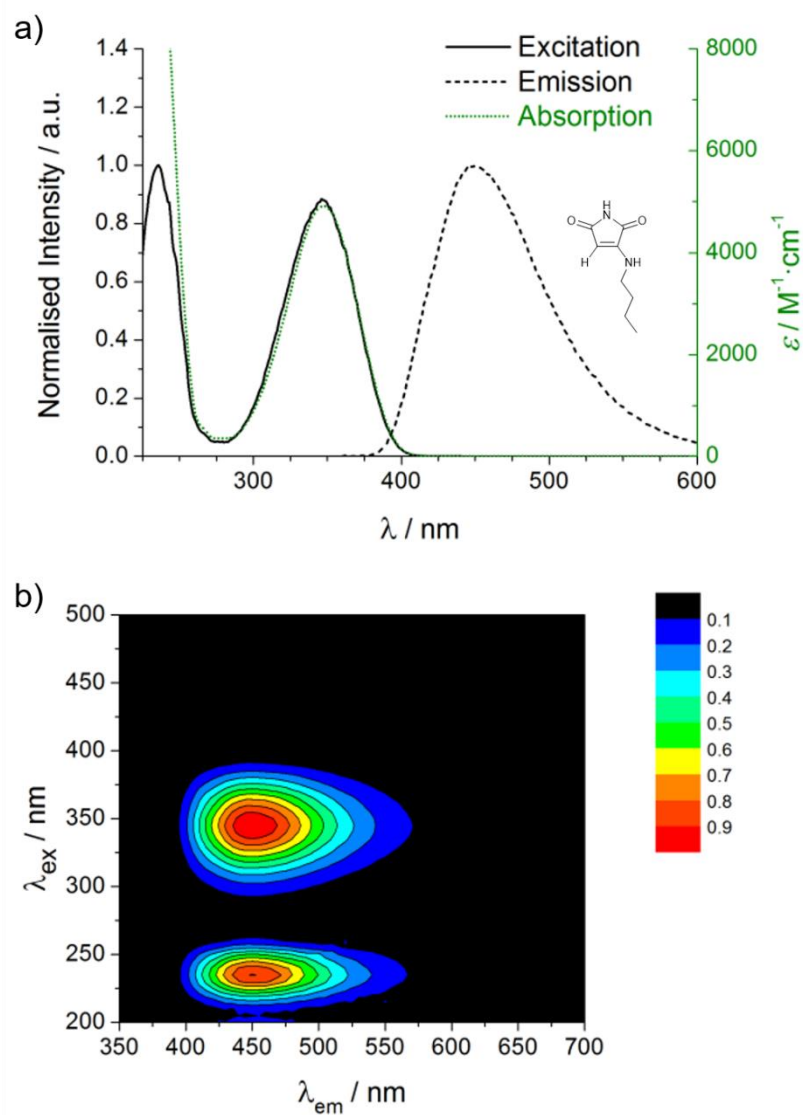 a)
Excitation
Emission
Absorption
Normalised Intensity / a.u.
1.4
1.2
1.0
0.8
0.6
0.4
0.2
0.0
8000
6000
4000
2000
0
ε / M⁻¹·cm⁻¹
H
N
O
O
H
NH
300
400
500
600
λ / nm
b)
λex / nm
500
450
400
350
300
250
200
350
400
450
500
550
600
650
700
λem / nm
0.1
0.2
0.3
0.4
0.5
0.6
0.7
0.8
0.9